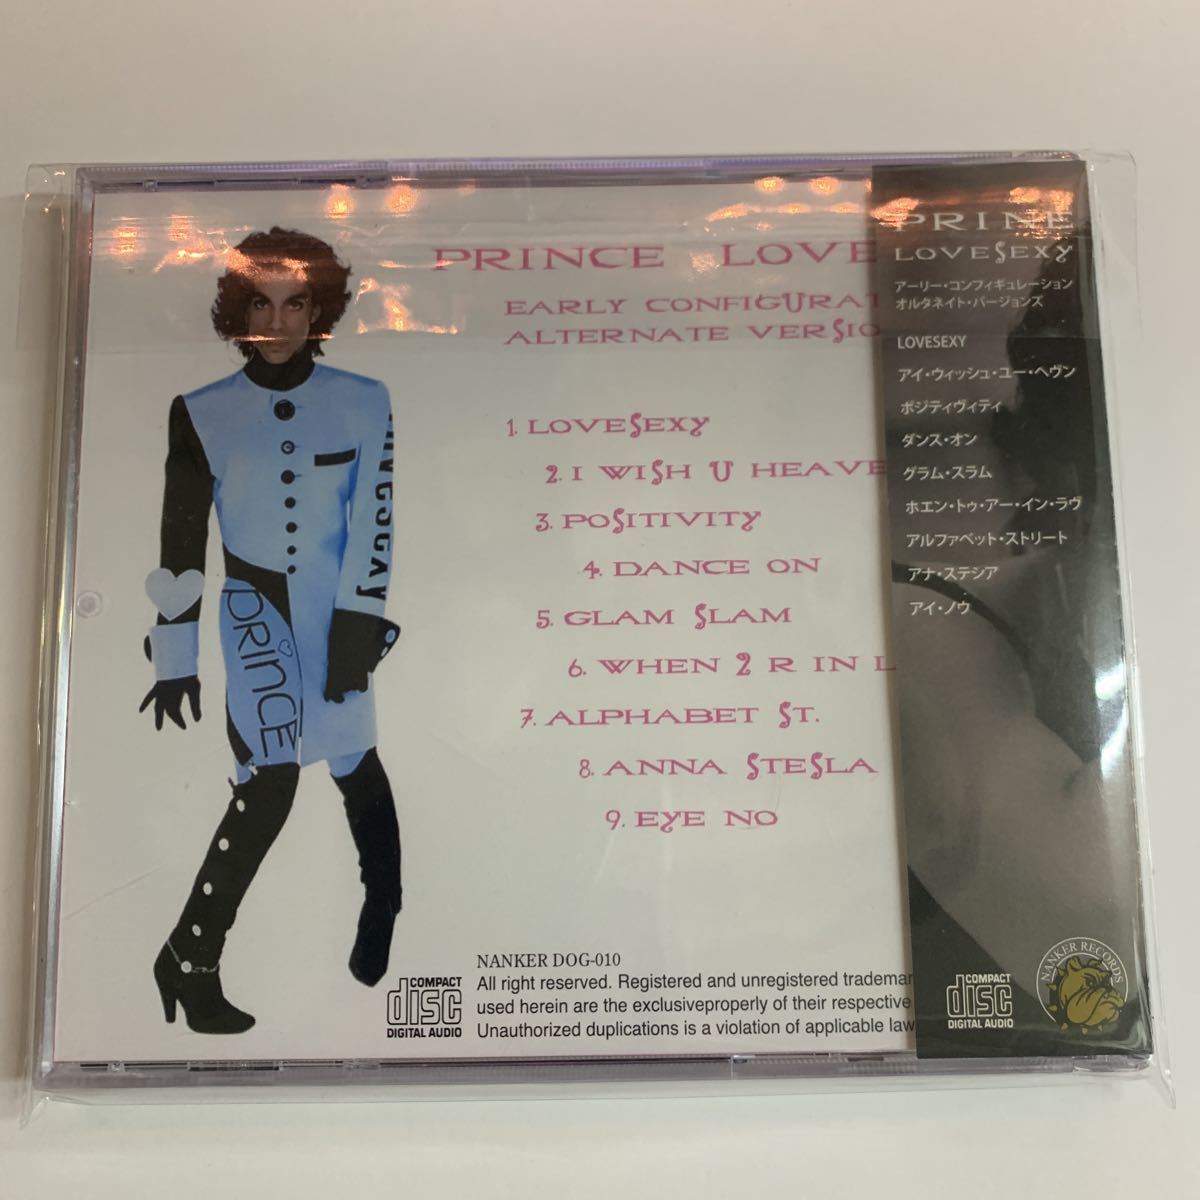 PRINCE LOVE
EARLY CONFIGURAT
ALTERNATE VERSIO
1. LOVESEXY
2. I WISH U HEAVE
3. POSITIVITY
4. DANCE ON
5. GLAM SLAM
6. WHEN 2 R IN L
7. ALPHABET ST.
8. ANNA STESLA
9. EYE NO
LOVESEXY
PRINCE
NANKER DOG-010
All right reserved. Registered and unregistered trademar
used herein are the exclusiveproperly of their respective
Unauthorized duplications is a violation of applicable law
COMPACT
disc
DIGITAL AUDIO
PRINE
LOVESEXY
アーリー・コンフィギュレーション
オルタネイト・バージョンズ
LOVESEXY
アイ・ウィッシュ・ユー・ヘヴン
ポジティヴィティ
ダンス・オン
グラム・スラム
ホエン・トゥ・アー・イン・ラヴ
アルファベット・ストリート
アナ・ステシア
アイ・ノウ
COMPACT
disc
DIGITAL AUDIO
NANKER RECORDS